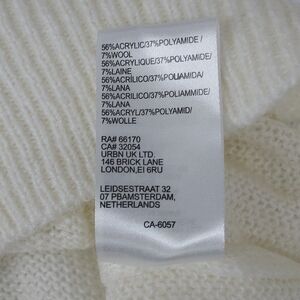 56%ACRYLIC/37%POLYAMIDE/
7%WOOL
56%ACRYLIQUE/37%POLYAMIDE/
7%LAINE
56%ACRILICO/37%POLIAMIDA/
7%LANA
56%ACRILICO/37%POLIAMMIDE/
7%LANA
56%ACRYL/37%POLYAMID/
7%WOLLE
RA# 66170
CA# 32054
URBN UK LTD.
146 BRICK LANE
LONDON,EI 6RU
LEIDSESTRAAT 32
07 PBAMSTERDAM,
NETHERLANDS
CA-6057